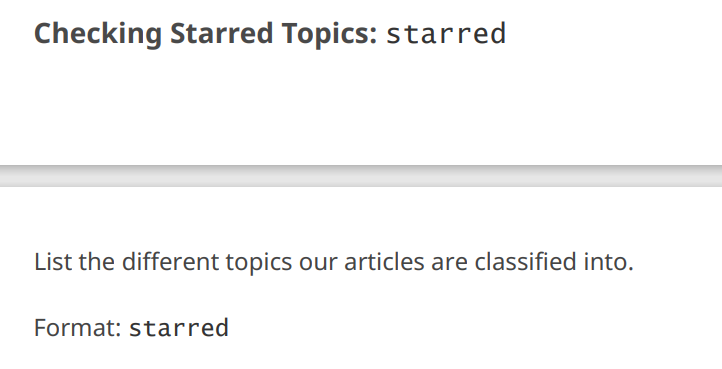 Checking Starred Topics: starred
List the different topics our articles are classified into.
Format: starred